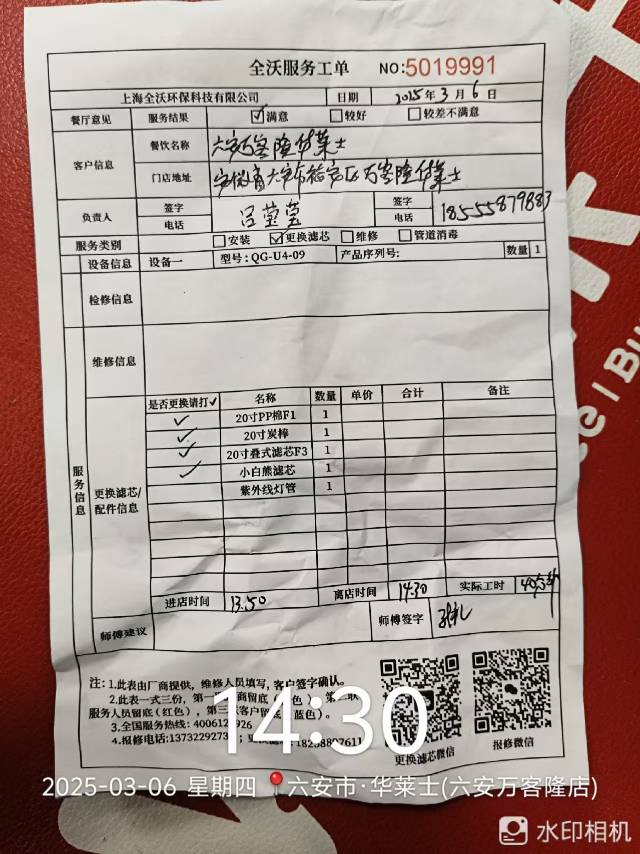 全沃服务工单 NO:5019991
上海全沃环保科技有限公司 日期 2025年3月6日
餐厅意见 服务结果 ☑满意 □较好 □较差不满意
客户信息 餐饮名称 六安万客隆华莱士
门店地址 安徽省六安市裕安区万客隆华莱士
负责人 签字 电话 吕莹莹 签字 电话 18555879883
服务类别 □安装 ☑更换滤芯 □维修 □管道消毒
设备信息 设备一 型号:QG-U4-09 产品序列号: 数量 1
检修信息
维修信息
服务信息
更换滤芯/配件信息
是否更换请打✓ 名称 数量 单价 合计 备注
✓ 20寸PP棉F1 1
✓ 20寸炭棒 1
✓ 20寸叠式滤芯F3 1
✓ 小白熊滤芯 1
紫外线灯管 1
进店时间 13:50 离店时间 14:30 实际工时 40分钟
师傅建议 师傅签字
注:1.此表由厂商提供,维修人员填写,客户签字确认。
2.此表一式三份,第一
服务人员留底(红色)、第三
3.全国服务热线:
4.报修电话:
更换滤芯微信 报修微信
14:30
2025-03-06 星期四 📍六安市·华莱士(六安万客隆店)
水印相机